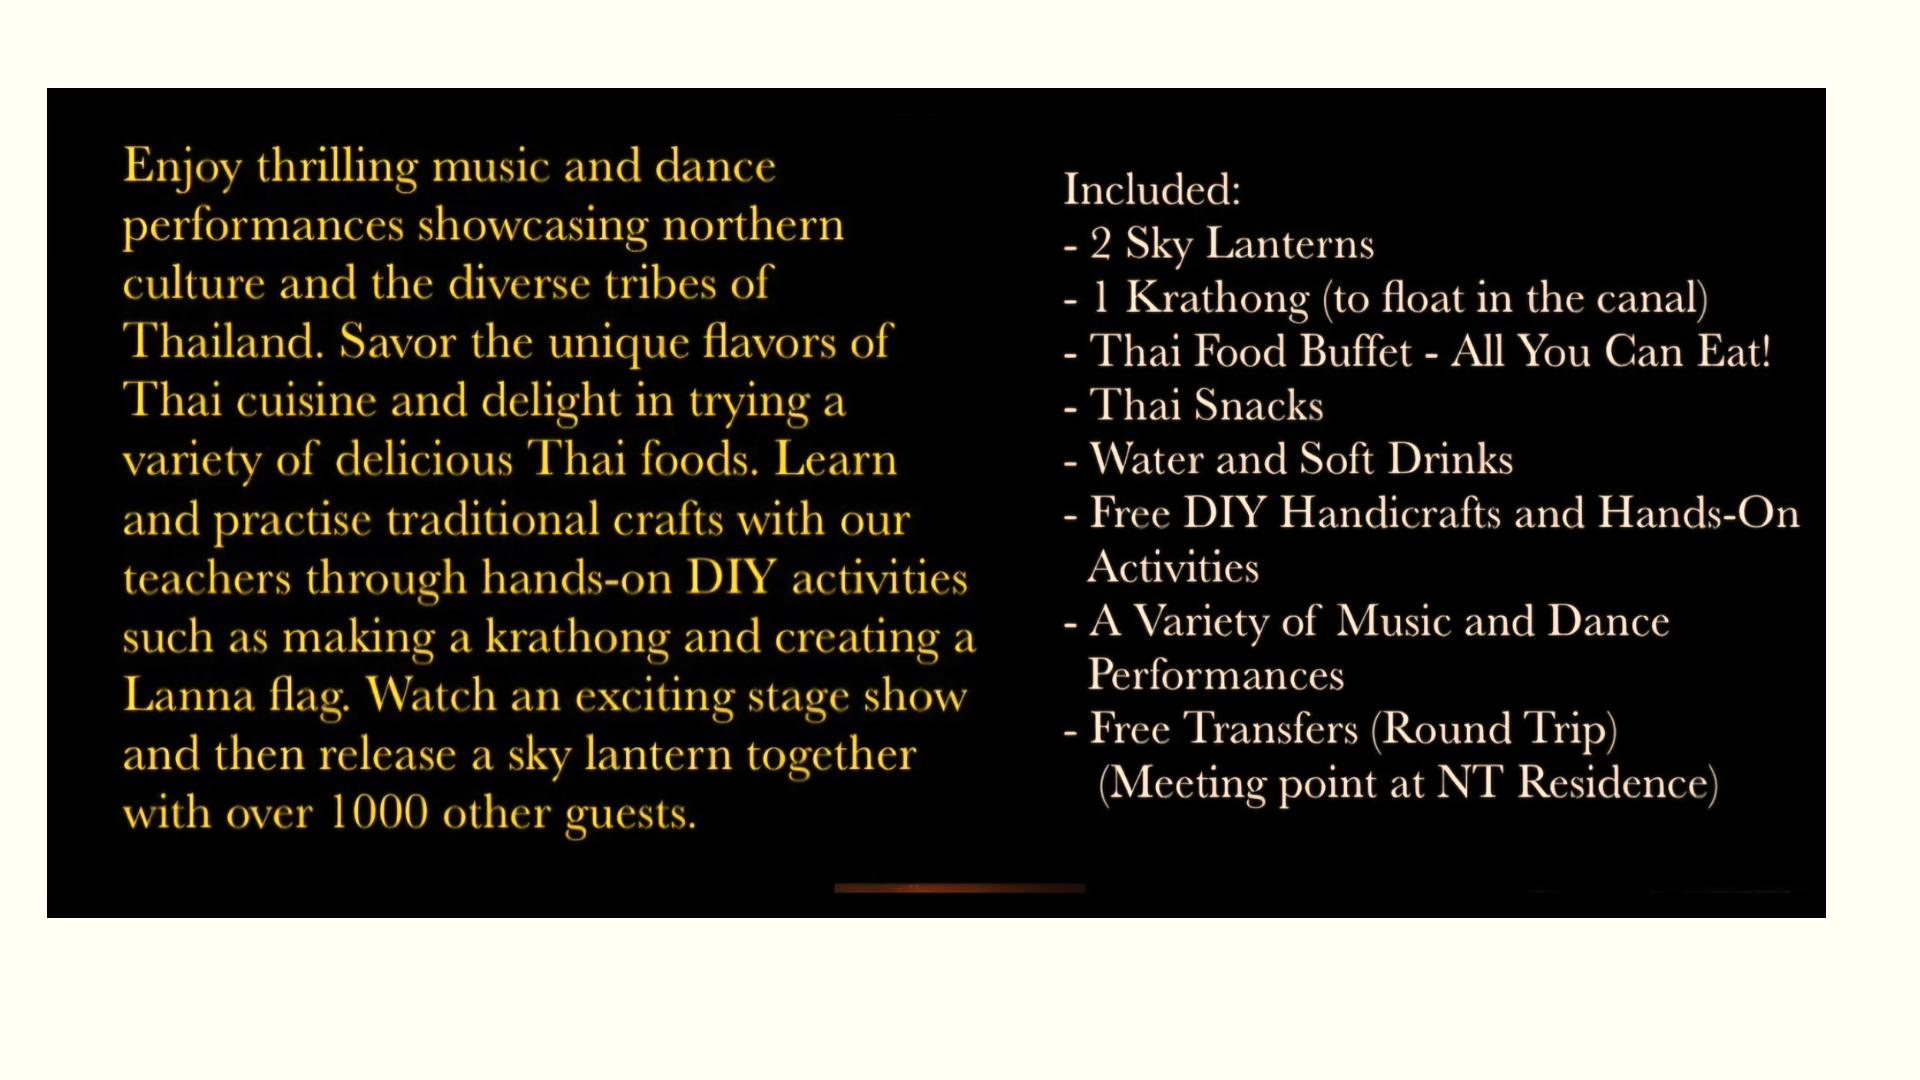 Enjoy thrilling music and dance
performances showcasing northern
culture and the diverse tribes of
Thailand. Savor the unique flavors of
Thai cuisine and delight in trying a
variety of delicious Thai foods. Learn
and practise traditional crafts with our
teachers through hands-on DIY activities
such as making a krathong and creating a
Lanna flag. Watch an exciting stage show
and then release a sky lantern together
with over 1000 other guests.
Included:
- 2 Sky Lanterns
- 1 Krathong (to float in the canal)
- Thai Food Buffet - All You Can Eat!
- Thai Snacks
- Water and Soft Drinks
- Free DIY Handicrafts and Hands-On
Activities
- A Variety of Music and Dance
Performances
- Free Transfers (Round Trip)
(Meeting point at NT Residence)